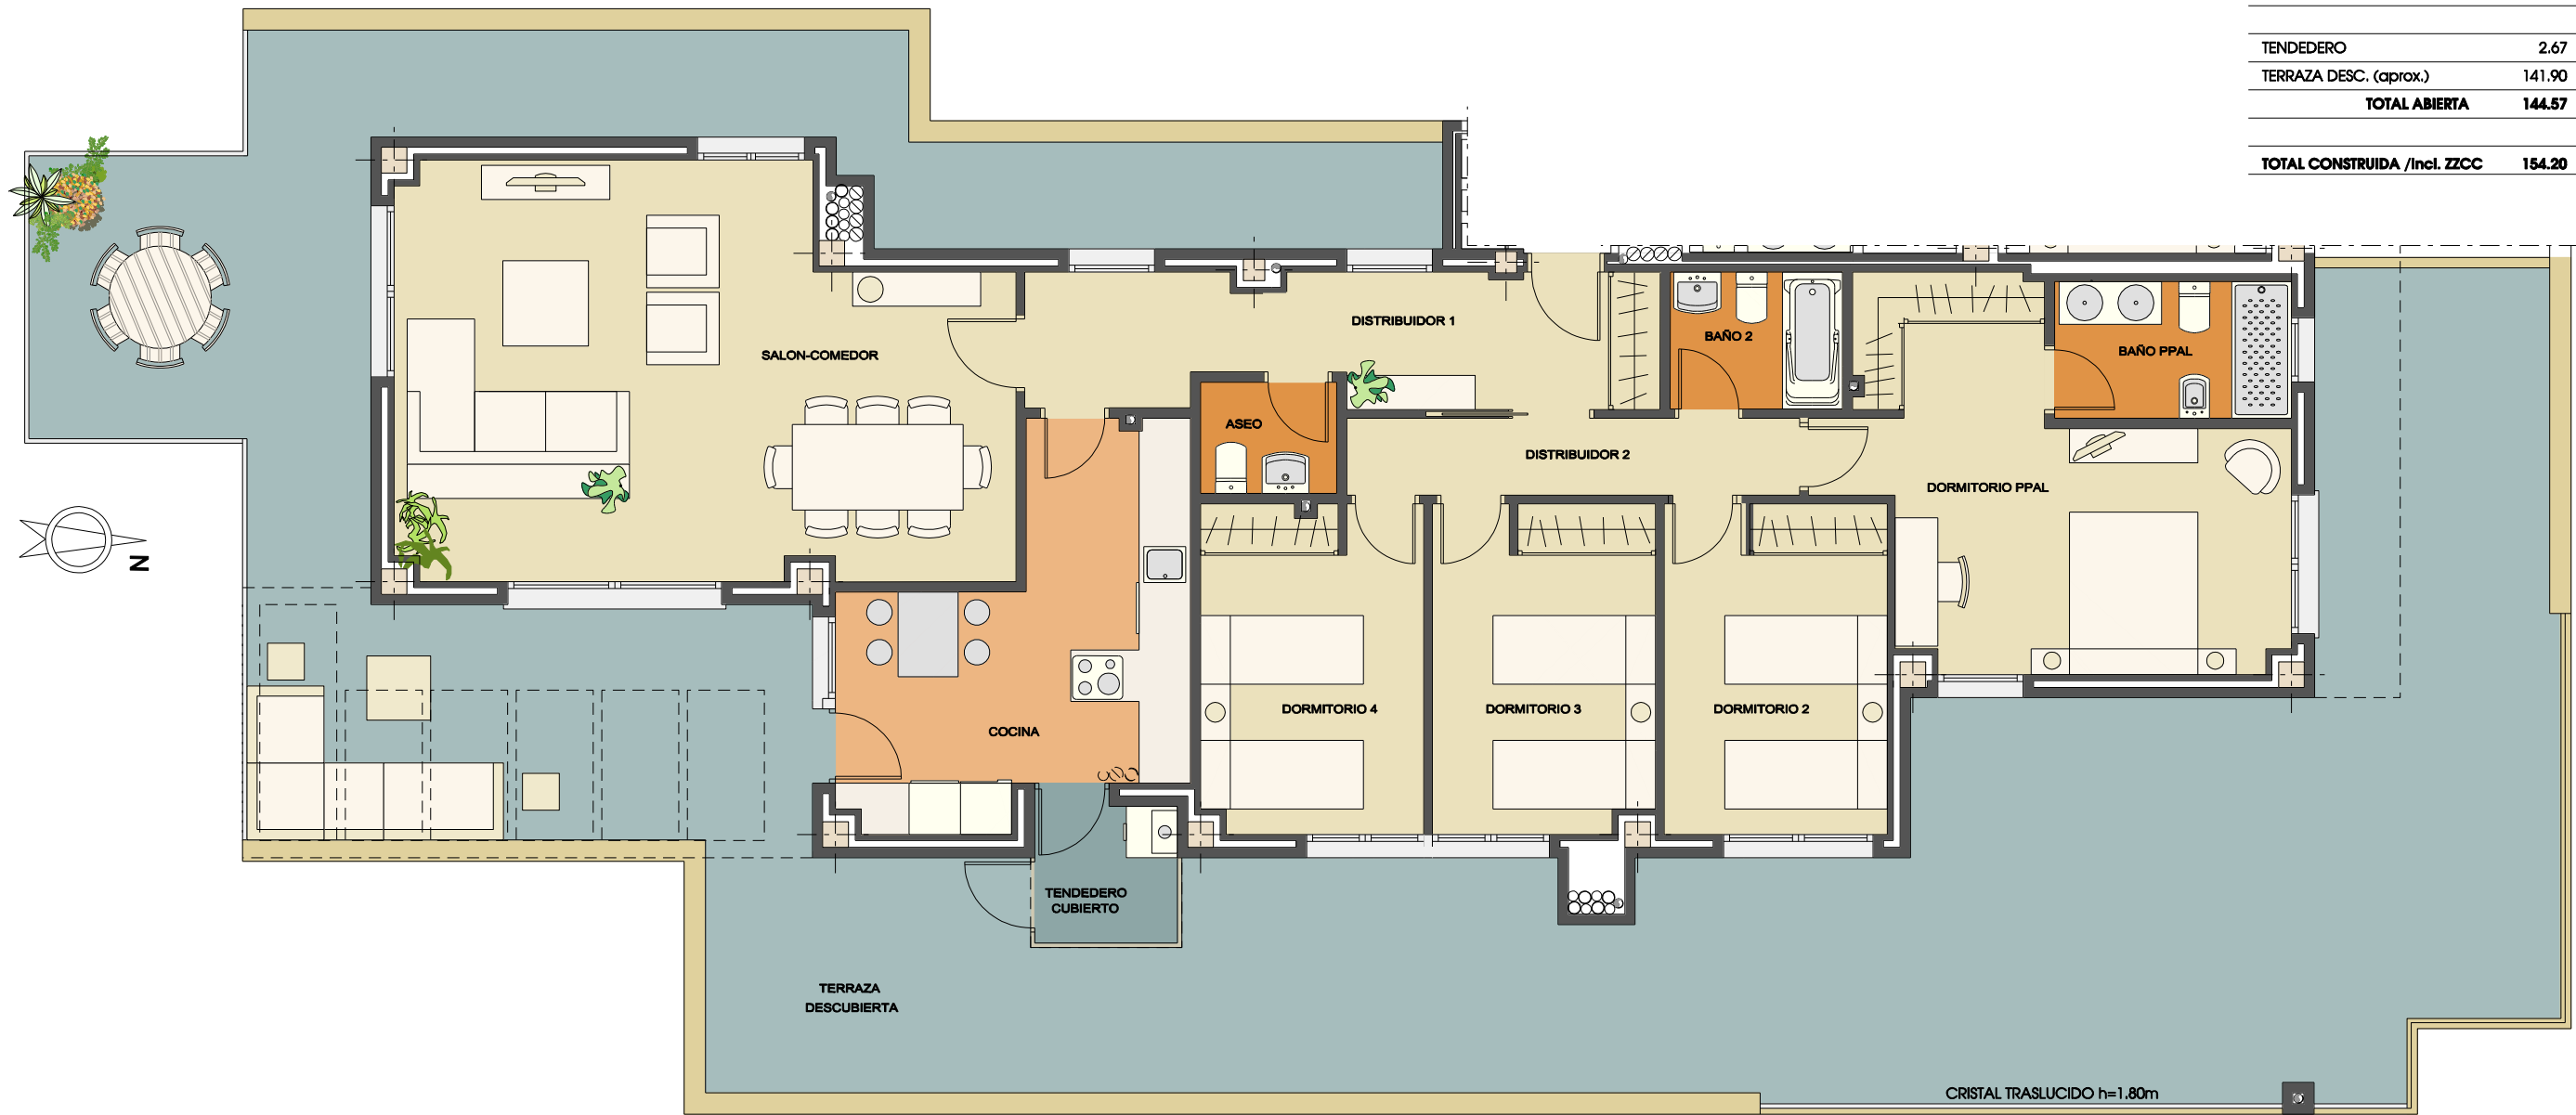 TENDEDERO 2.67
TERRAZA DESC. (aprox.) 141.90
TOTAL ABIERTA 144.57
TOTAL CONSTRUIDA /incl. ZZCC 154.20
DISTRIBUIDOR 1
BAÑO 2
BAÑO PPAL
SALON-COMEDOR
ASEO
DISTRIBUIDOR 2
DORMITORIO PPAL
N
DORMITORIO 4
DORMITORIO 3
DORMITORIO 2
COCINA
TENDEDERO
CUBIERTO
TERRAZA
DESCUBIERTA
CRISTAL TRASLUCIDO h=1.80m